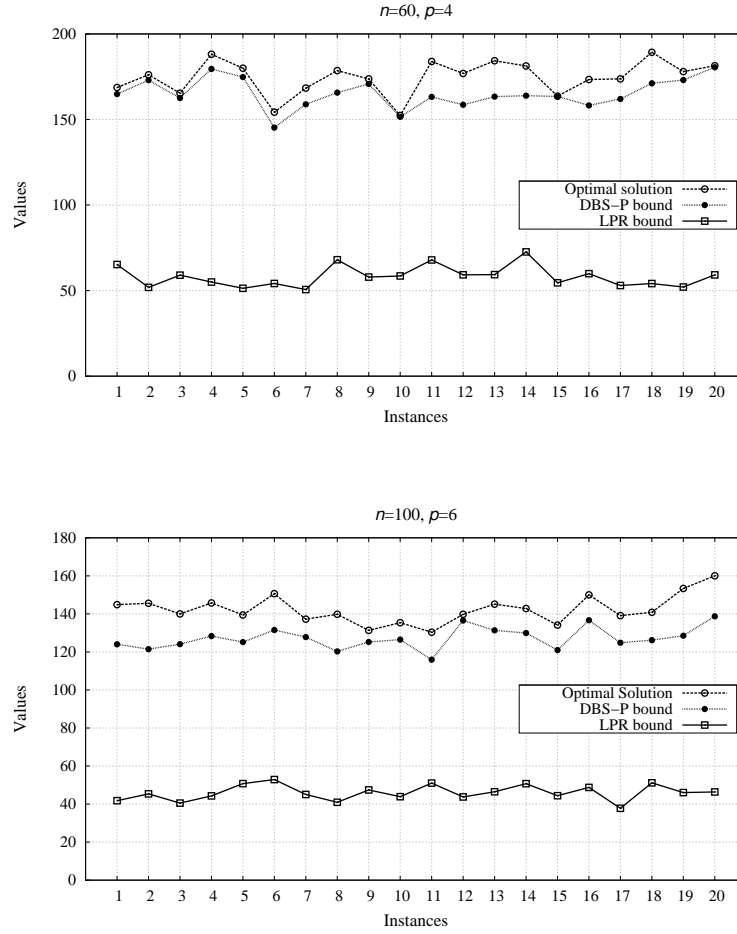 n=60, p=4
200
150
100
50
0
Values
Optimal solution
DBS−P bound
LPR bound
1 2 3 4 5 6 7 8 9 10 11 12 13 14 15 16 17 18 19 20
Instances
n=100, p=6
180
160
140
120
100
80
60
40
20
0
Values
Optimal Solution
DBS−P bound
LPR bound
1 2 3 4 5 6 7 8 9 10 11 12 13 14 15 16 17 18 19 20
Instances